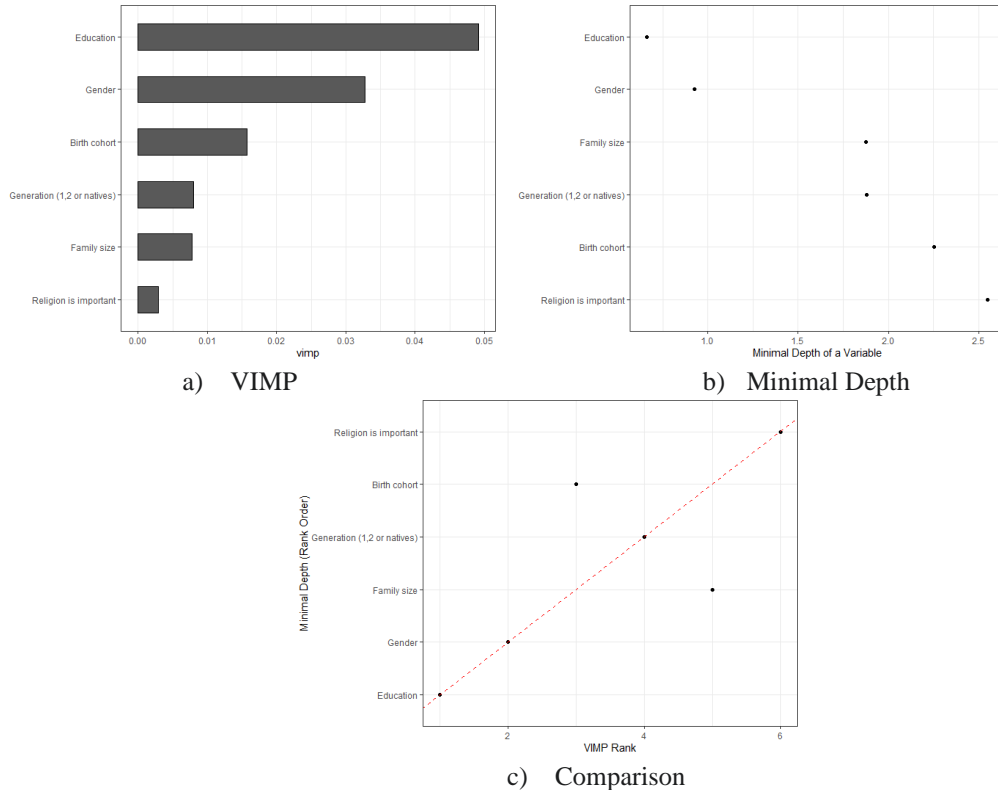 Education
Gender
Birth cohort
Generation (1,2 or natives)
Family size
Religion is important
0.00 0.01 0.02 0.03 0.04 0.05
vimp
a) VIMP
Education
Gender
Family size
Generation (1,2 or natives)
Birth cohort
Religion is important
1.0 1.5 2.0 2.5
Minimal Depth of a Variable
b) Minimal Depth
Minimal Depth (Rank Order)
Religion is important
Birth cohort
Generation (1,2 or natives)
Family size
Gender
Education
2 4 6
VIMP Rank
c) Comparison